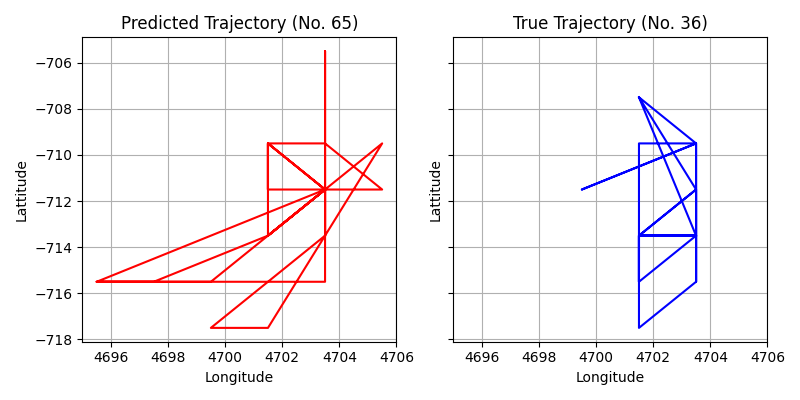 Predicted Trajectory (No. 65)
True Trajectory (No. 36)
−706
−708
−710
−712
−714
−716
−718
Lattitude
Lattitude
4696 4698 4700 4702 4704 4706
4696 4698 4700 4702 4704 4706
Longitude
Longitude